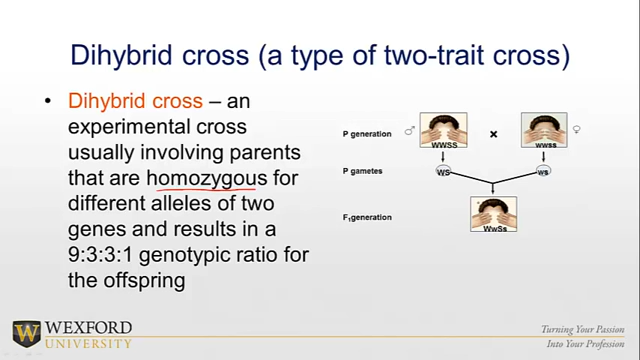 Dihybrid cross (a type of two-trait cross)
• Dihybrid cross – an
experimental cross
usually involving parents
that are homozygous for
different alleles of two
genes and results in a
9:3:3:1 genotypic ratio for
the offspring
P generation ♂ WWSS × wwss ♀
P gametes WS ws
F₁generation WwSs
W WEXFORD
UNIVERSITY
Turning Your Passion
Into Your Profession